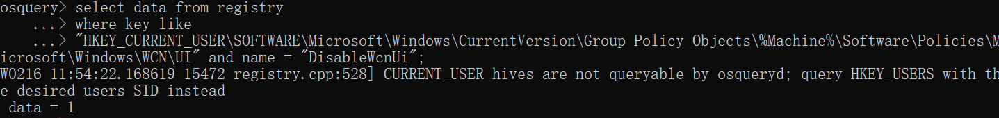 osquery> select data from registry
    ...> where key like
    ...> "HKEY_CURRENT_USER\SOFTWARE\Microsoft\Windows\CurrentVersion\Group Policy Objects\%Machine%\Software\Policies\M
icrosoft\Windows\WCN\UI" and name = "DisableWcnUi";
W0216 11:54:22.168619 15472 registry.cpp:528] CURRENT_USER hives are not queryable by osqueryd; query HKEY_USERS with th
e desired users SID instead
 data = 1